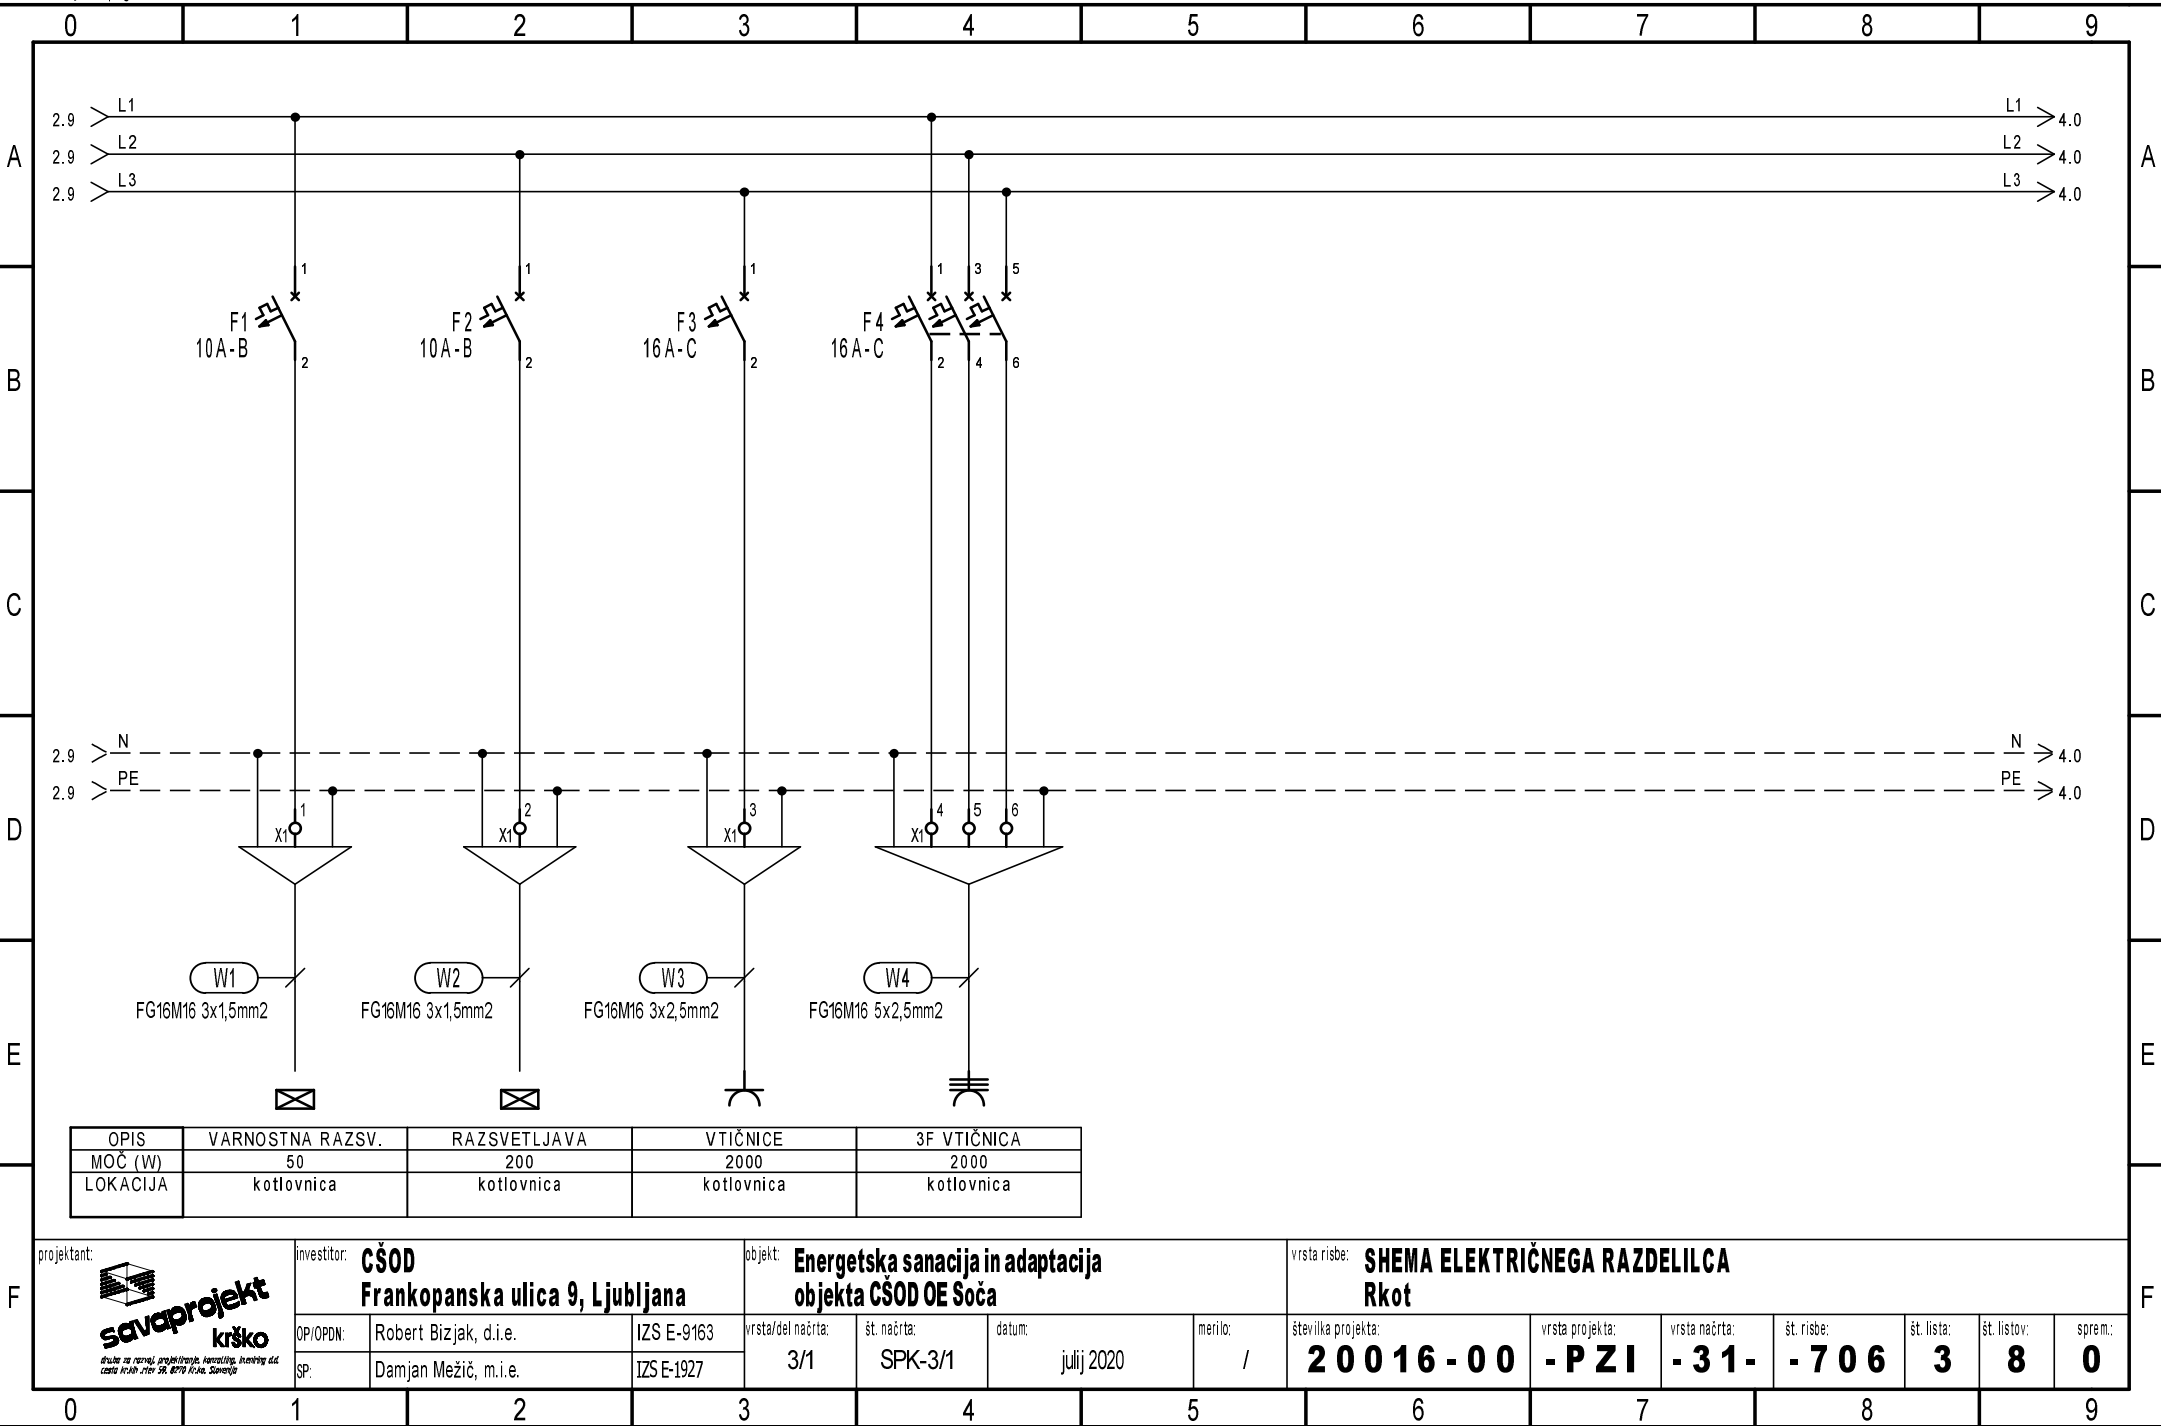 0 1 2 3 4 5 6 7 8 9
2.9 L1 L1 4.0
A 2.9 L2 L2 4.0 A
2.9 L3 L3 4.0
1 1 1 1 3 5
F1 F2 F3 F4
10A-B 10A-B 16A-C 16A-C
2 2 2 2 4 6
B B
C C
2.9 N N 4.0
2.9 PE PE 4.0
1 2 3 4 5 6
D X1 X1 X1 X1 D
W1 W2 W3 W4
FG16M16 3x1,5mm2 FG16M16 3x1,5mm2 FG16M16 3x2,5mm2 FG16M16 5x2,5mm2
E E
OPIS VARNOSTNA RAZSV. RAZSVETLJAVA VTIČNICE 3F VTIČNICA
MOČ (W) 50 200 2000 2000
LOKACIJA kotlovnica kotlovnica kotlovnica kotlovnica
projektant: investitor: CŠOD objekt: Energetska sanacija in adaptacija vrsta risbe: SHEMA ELEKTRIČNEGA RAZDELILCA
F Frankopanska ulica 9, Ljubljana objekta CŠOD OE Soča Rkot F
savaprojekt
krško
OP/OPDN: Robert Bizjak, d.i.e. IZS E-9163 vrsta/del načrta: št. načrta: datum: merilo: številka projekta: vrsta projekta: vrsta načrta: št. risbe: št. lista: št. listov: sprem.:
3/1 SPK-3/1 julij 2020 / 20016-00 -PZI -31- -706 3 8 0
SP: Damjan Mežič, m.i.e. IZS E-1927
0 1 2 3 4 5 6 7 8 9